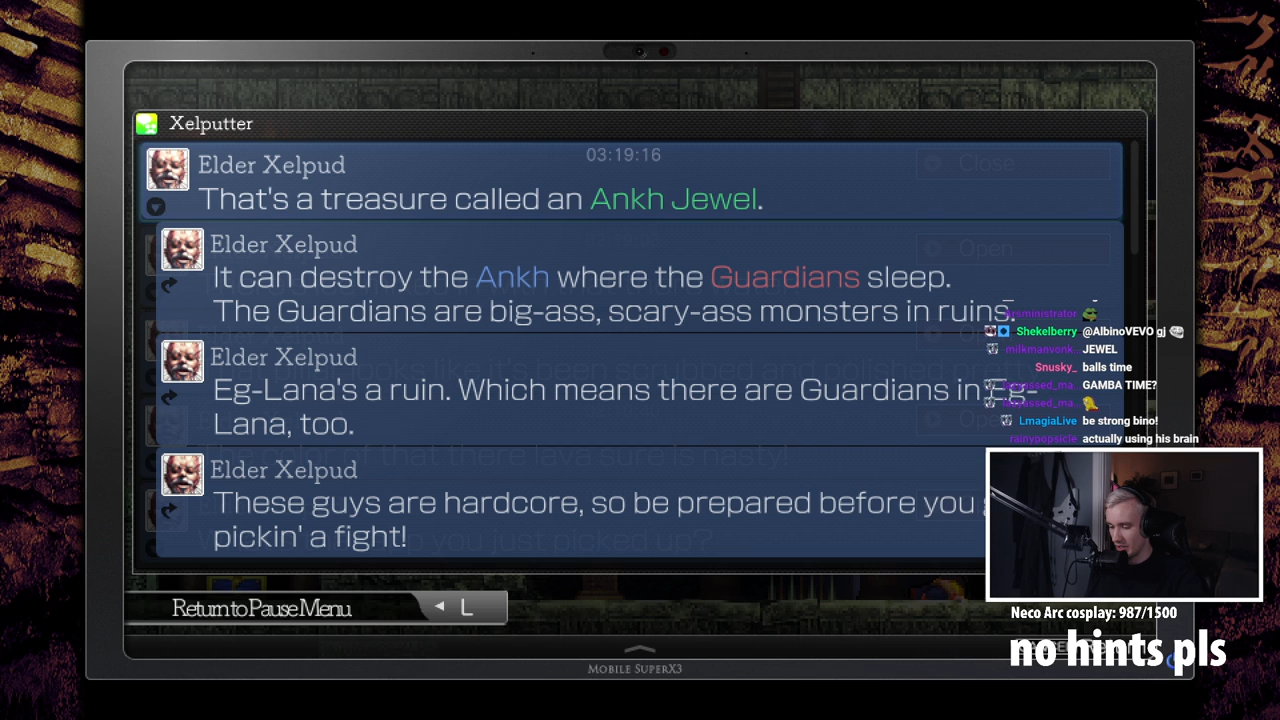 Xelputter
Elder Xelpud
03:19:16
Close
That's a treasure called an Ankh Jewel.
Elder Xelpud
Open
It can destroy the Ankh where the Guardians sleep.
The Guardians are big-ass, scary-ass monsters in ruins.
Shekelberry @AlbinoVEVO gj
milkmanvonk JEWEL
Elder Xelpud
Snusky_ balls time
Eg-Lana's a ruin. Which means there are Guardians in Eg-
GAMBA TIME?
Lana, too.
LmagiaLive be strong bino!
rainypopsicle actually using his brain
Elder Xelpud
These guys are hardcore, so be prepared before you
pickin' a fight!
Return to Pause Menu
L
Neco Arc cosplay: 987/1500
no hints pls
MOBILE SUPERX3